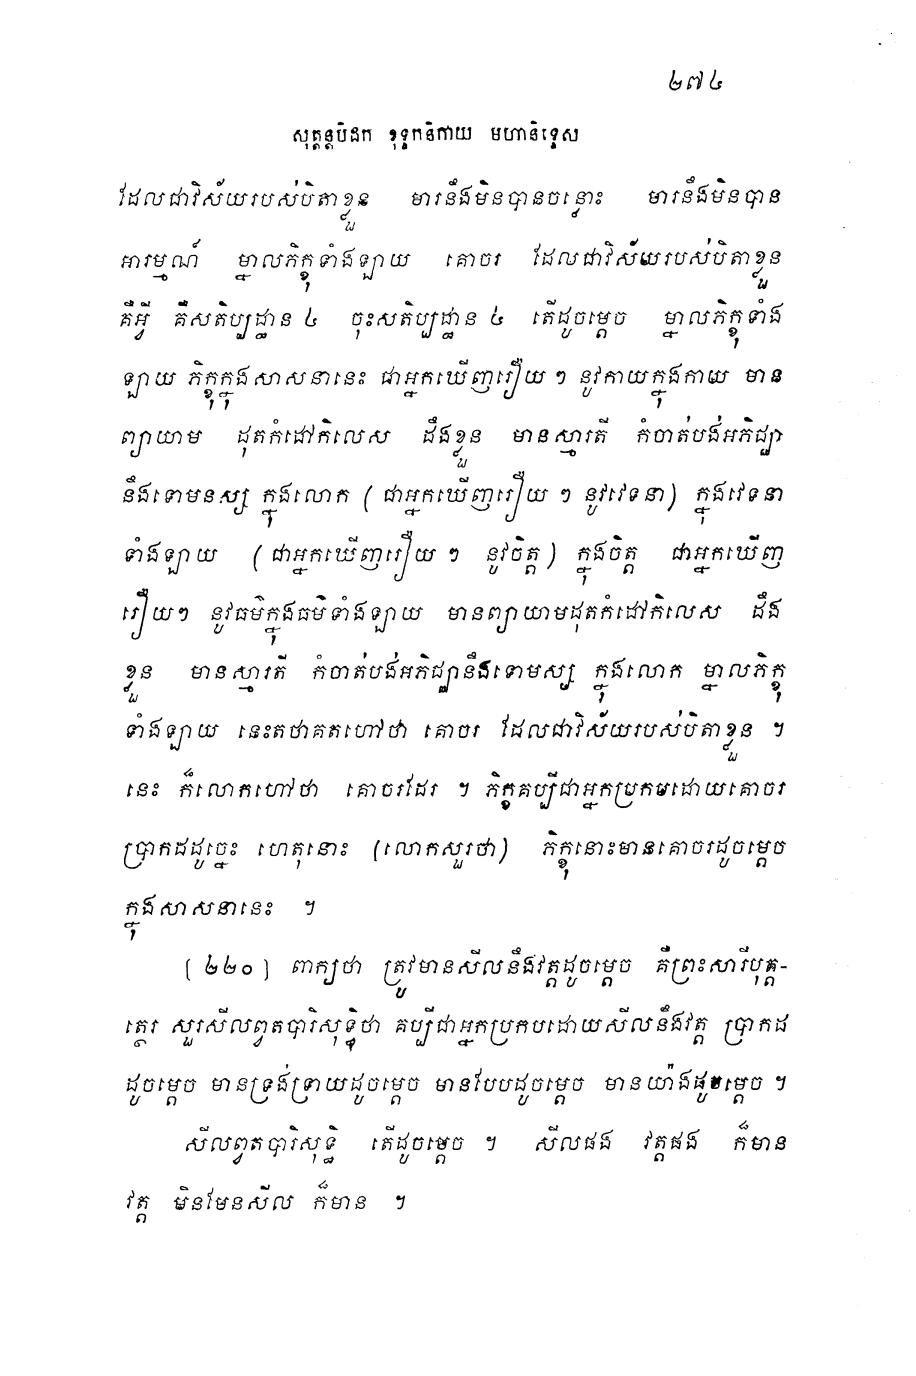 ២៧៤
សុត្តន្តបិដក ខុទ្ទកនិកាយ មហានិទ្ទេស
ដែលជាវិស័យរបស់បិតាខ្លួន មារនឹងមិនបានចន្លោះ មារនឹងមិនបាន
អារម្មណ៍ ម្នាលភិក្ខុទាំងឡាយ គោចរ ដែលជាវិស័យរបស់បិតាខ្លួន
គឺអ្វី គឺសតិប្បដ្ឋាន ៤ ចុះសតិប្បដ្ឋាន ៤ តើដូចម្តេច ម្នាលភិក្ខុទាំង
ឡាយ ភិក្ខុក្នុងសាសនានេះ ជាអ្នកឃើញរឿយ ៗ នូវកាយក្នុងកាយ មាន
ព្យាយាម ដុតកំដៅកិលេស ដឹងខ្លួន មានស្មារតី កំចាត់បង់អភិជ្ឈា
នឹងទោមនស្ស ក្នុងលោក (ជាអ្នកឃើញរឿយ ៗ នូវវេទនា) ក្នុងវេទនា
ទាំងឡាយ (ជាអ្នកឃើញរឿយ ៗ នូវចិត្ត) ក្នុងចិត្ត ជាអ្នកឃើញ
រឿយៗ នូវធម៌ក្នុងធម៌ទាំងឡាយ មានព្យាយាមដុតកំដៅកិលេស ដឹង
ខ្លួន មានស្មារតី កំចាត់បង់អភិជ្ឈានឹងទោមស្ស ក្នុងលោក ម្នាលភិក្ខុ
ទាំងឡាយ នេះតថាគតហៅថា គោចរ ដែលជាវិស័យរបស់បិតាខ្លួន ។
នេះ ក៏លោកហៅថា គោចរដែរ ។ ភិក្ខុគប្បីជាអ្នកប្រកបដោយគោចរ
ប្រាកដដូច្នេះ ហេតុនោះ (លោកសួរថា) ភិក្ខុនោះមានគោចរដូចម្តេច
ក្នុងសាសនានេះ ។
[២២០] ពាក្យថា ត្រូវមានសីលនឹងវត្តដូចម្តេច គឺព្រះសារីបុត្ត-
ត្ថេរ សួរសីលព្វតបារិសុទ្ធិថា គប្បីជាអ្នកប្រកបដោយសីលនឹងវត្ត ប្រាកដ
ដូចម្តេច មានទ្រង់ទ្រាយដូចម្តេច មានបែបដូចម្តេច មានយ៉ាងដូចម្តេច ។
សីលព្វតបារិសុទ្ធិ តើដូចម្តេច ។ សីលផង វត្តផង ក៏មាន
វត្ត មិនមែនសីល ក៏មាន ។